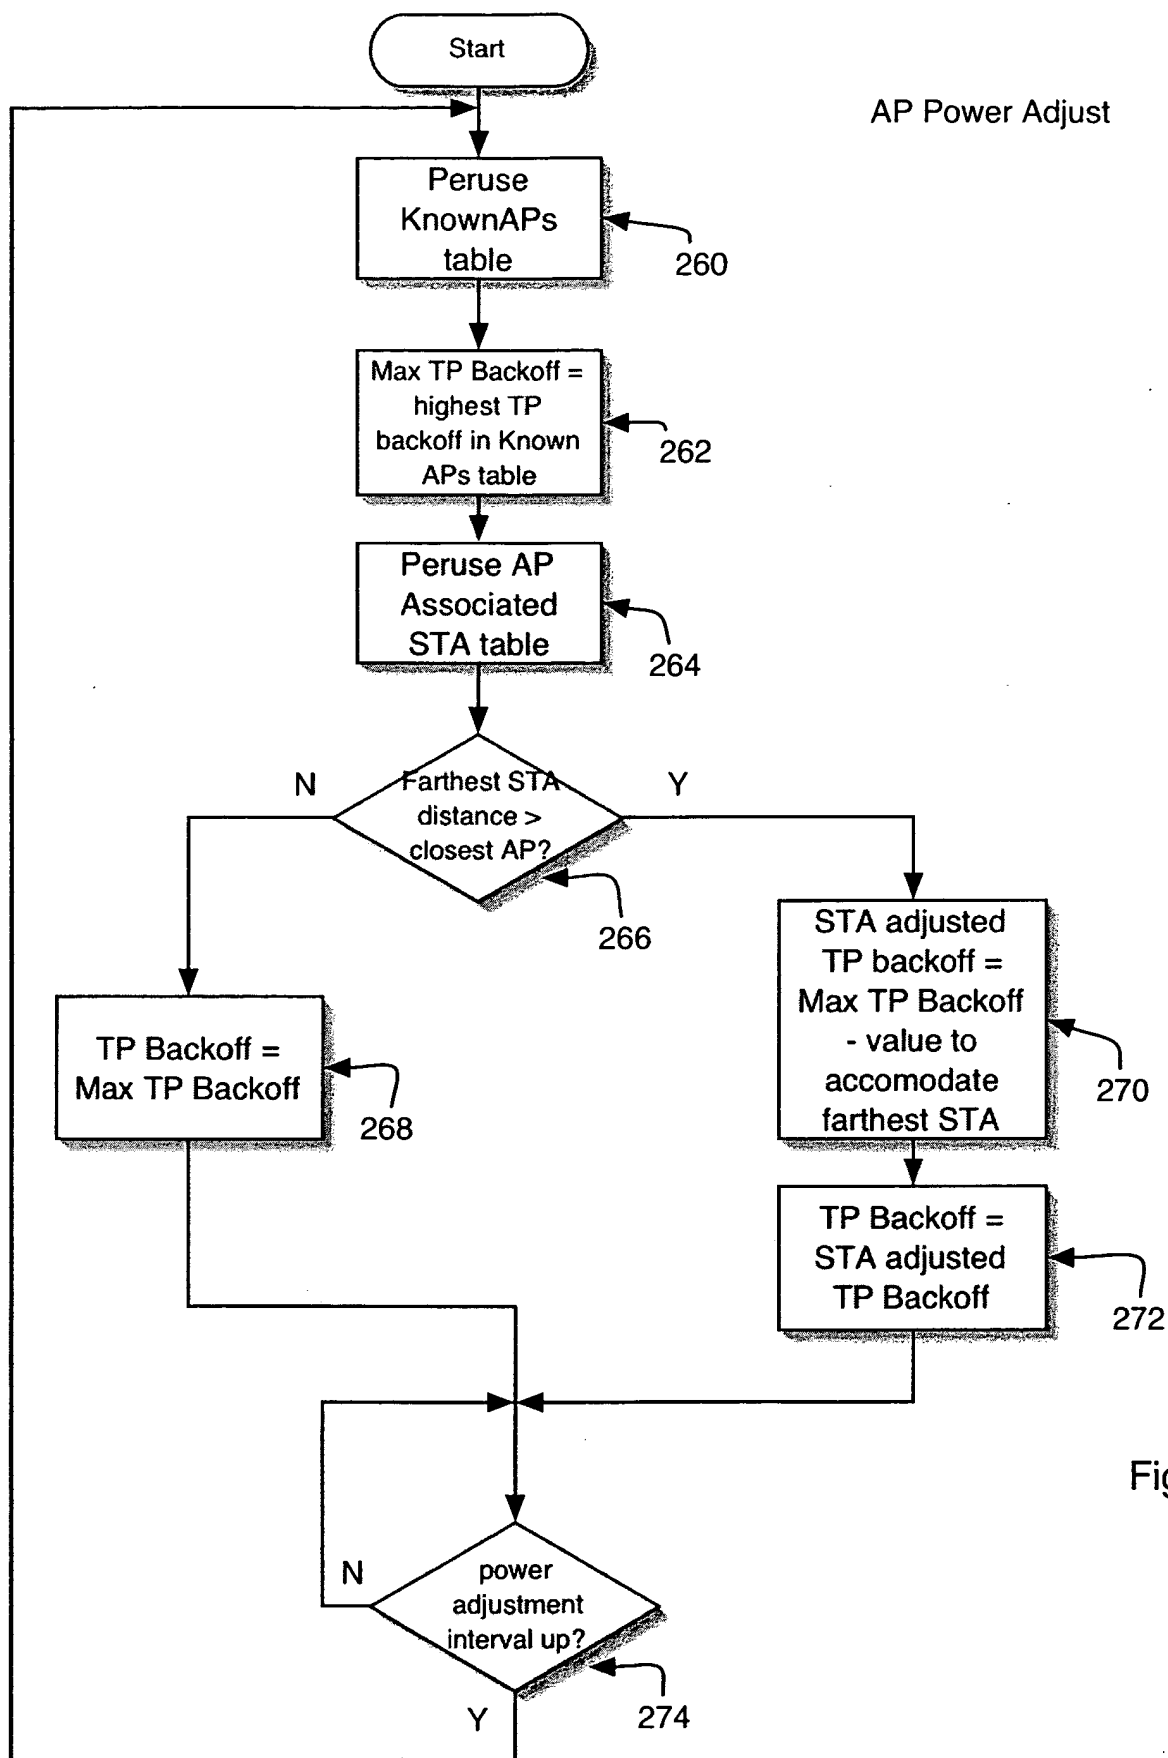 Start
AP Power Adjust
Peruse
KnownAPs
table
260
Max TP Backoff =
highest TP
backoff in Known
APs table
262
Peruse AP
Associated
STA table
264
N
Farthest STA
distance >
closest AP?
Y
266
STA adjusted
TP backoff =
Max TP Backoff
- value to
accomodate
farthest STA
270
TP Backoff =
Max TP Backoff
268
TP Backoff =
STA adjusted
TP Backoff
272
Fig
N
power
adjustment
interval up?
274
Y